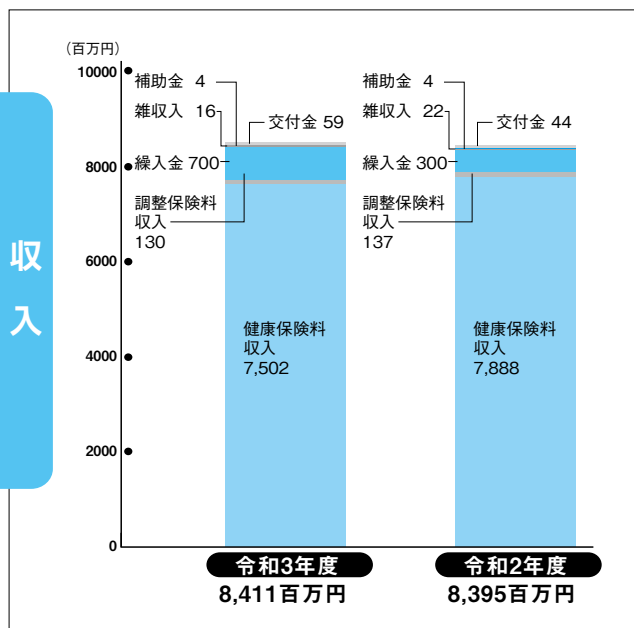 収入
（百万円）
10000
8000
6000
4000
2000
0
補助金 4
雑収入 16
交付金 59
繰入金 700
調整保険料
収入
130
健康保険料
収入
7,502
令和3年度
8,411百万円
補助金 4
雑収入 22
交付金 44
繰入金 300
調整保険料
収入
137
健康保険料
収入
7,888
令和2年度
8,395百万円